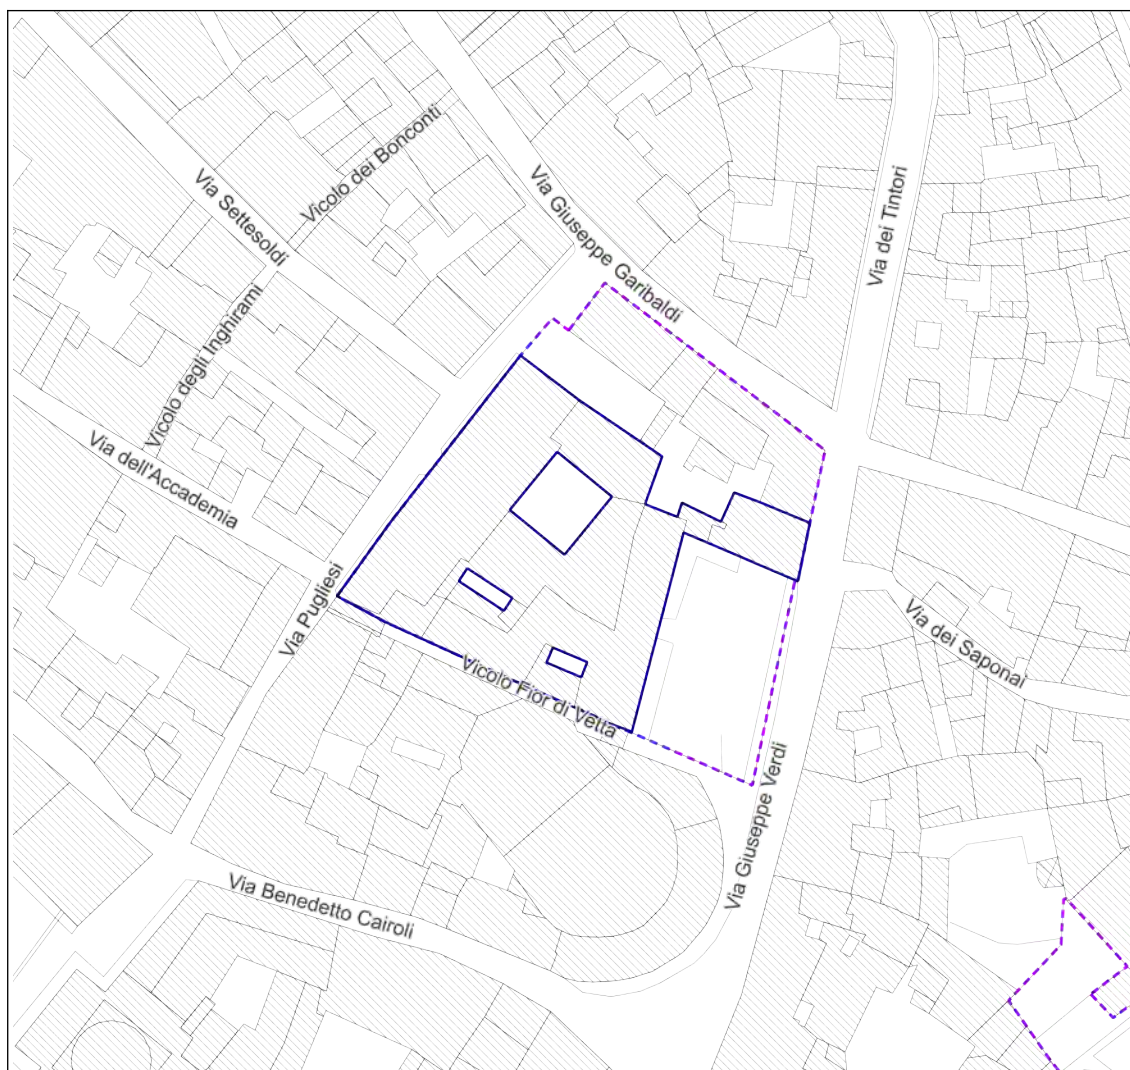 Vicolo dei Bonconti
Via Settesoldi
Via Giuseppe Garibaldi
Via dei Tintori
Vicolo degli Inghirami
Via dell'Accademia
Via Pugliesi
Vicolo Fior di Vetta
Via dei Saponai
Via Giuseppe Verdi
Via Benedetto Cairoli